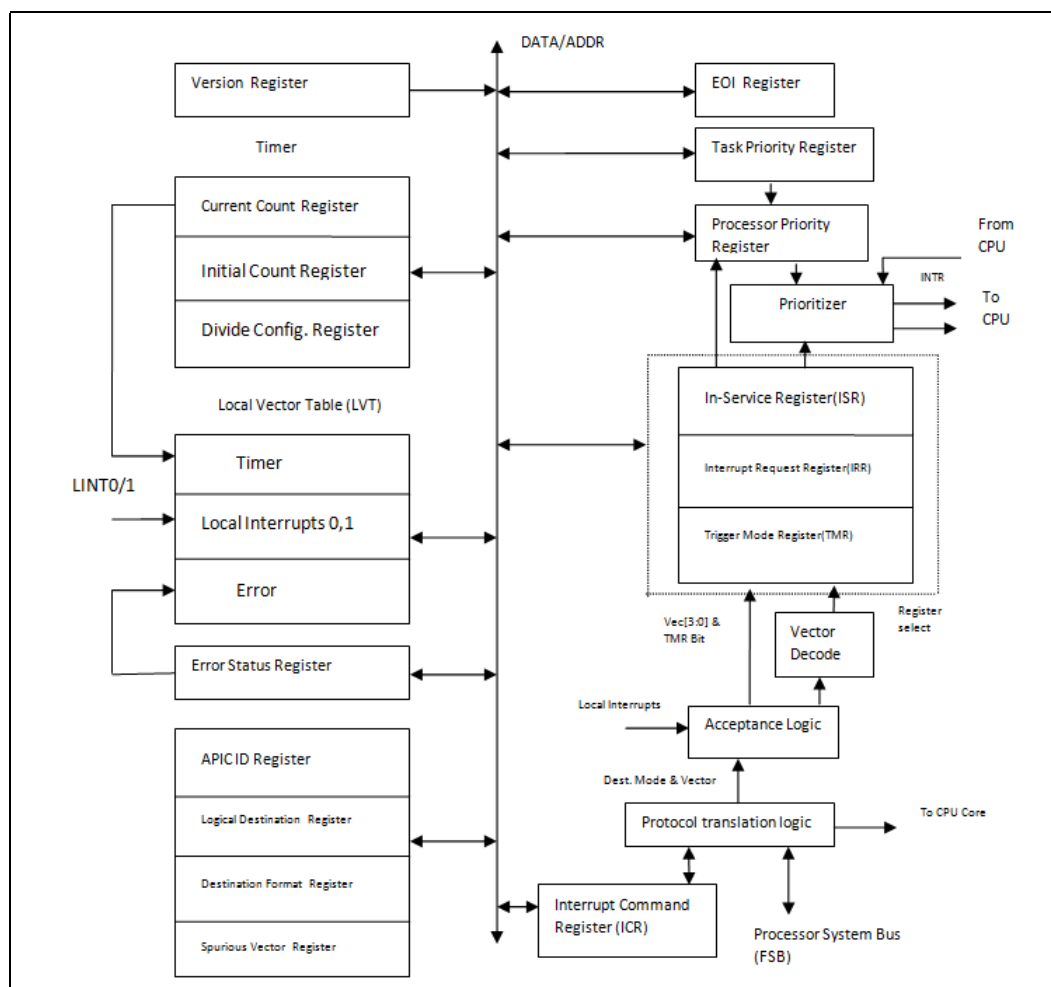 DATA/ADDR
Version Register
EOI Register
Timer
Task Priority Register
Current Count Register
Processor Priority
Register
From
CPU
Initial Count Register
INTR
Prioritizer
To
CPU
Divide Config. Register
Local Vector Table (LVT)
In-Service Register(ISR)
Timer
Interrupt Request Register(IRR)
LINT0/1
Local Interrupts 0,1
Trigger Mode Register(TMR)
Error
Vec[3:0] &
TMR Bit
Vector
Decode
Register
select
Error Status Register
Local Interrupts
Acceptance Logic
APIC ID Register
Dest. Mode & Vector
Logical Destination Register
Protocol translation logic
To CPU Core
Destination Format Register
Interrupt Command
Register (ICR)
Spurious Vector Register
Processor System Bus
(FSB)